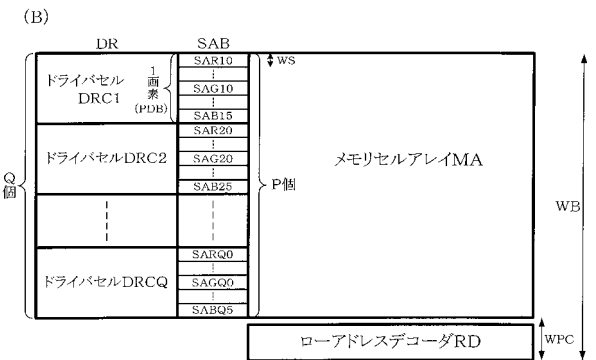 (B)
DR
SAB
ドライバセル
DRC1
1
画
素
(PDB)
SAR10
SAG10
SAB15
WS
ドライバセルDRC2
SAR20
SAG20
SAB25
Q
個
P個
メモリセルアレイMA
WB
ドライバセルDRCQ
SARQ0
SAGQ0
SABQ5
ローアドレスデコーダRD
WPC